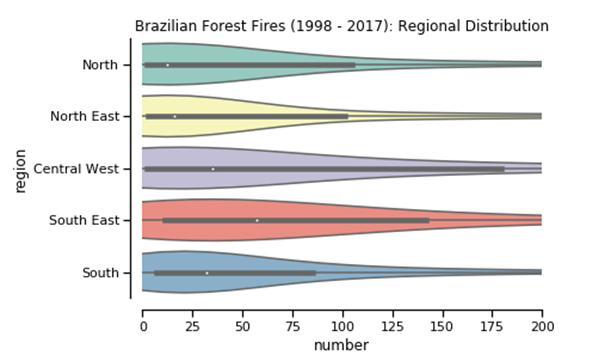 Brazilian Forest Fires (1998 - 2017): Regional Distribution
region
North
North East
Central West
South East
South
0 25 50 75 100 125 150 175 200
number